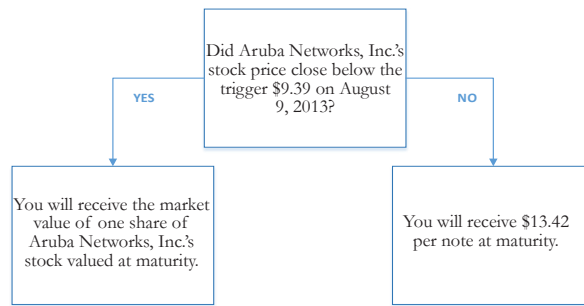 Did Aruba Networks, Inc.'s
stock price close below the
trigger $9.39 on August
9, 2013?
YES
NO
You will receive the market
value of one share of
Aruba Networks, Inc.'s
stock valued at maturity.
You will receive $13.42
per note at maturity.